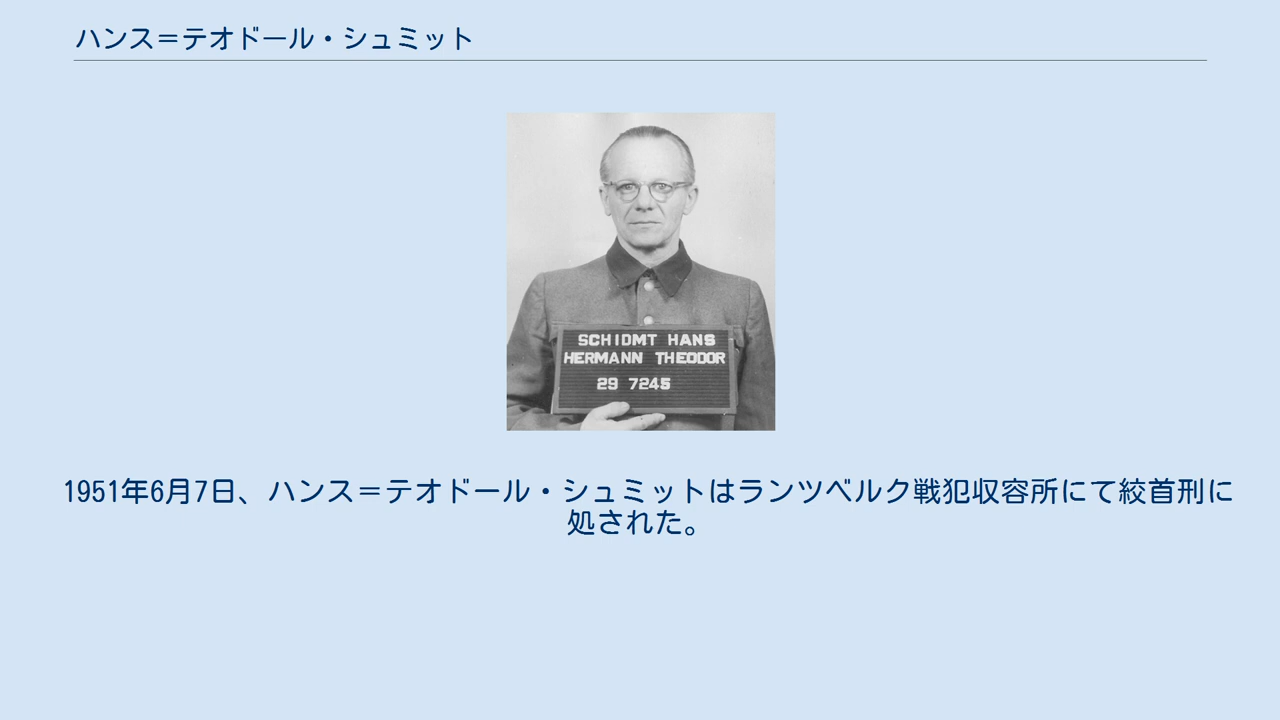 ハンス＝テオドール・シュミット
SCHIDMT HANS
HERMANN THEODOR
29 7245
1951年6月7日、ハンス＝テオドール・シュミットはランツベルク戦犯収容所にて絞首刑に
処された。